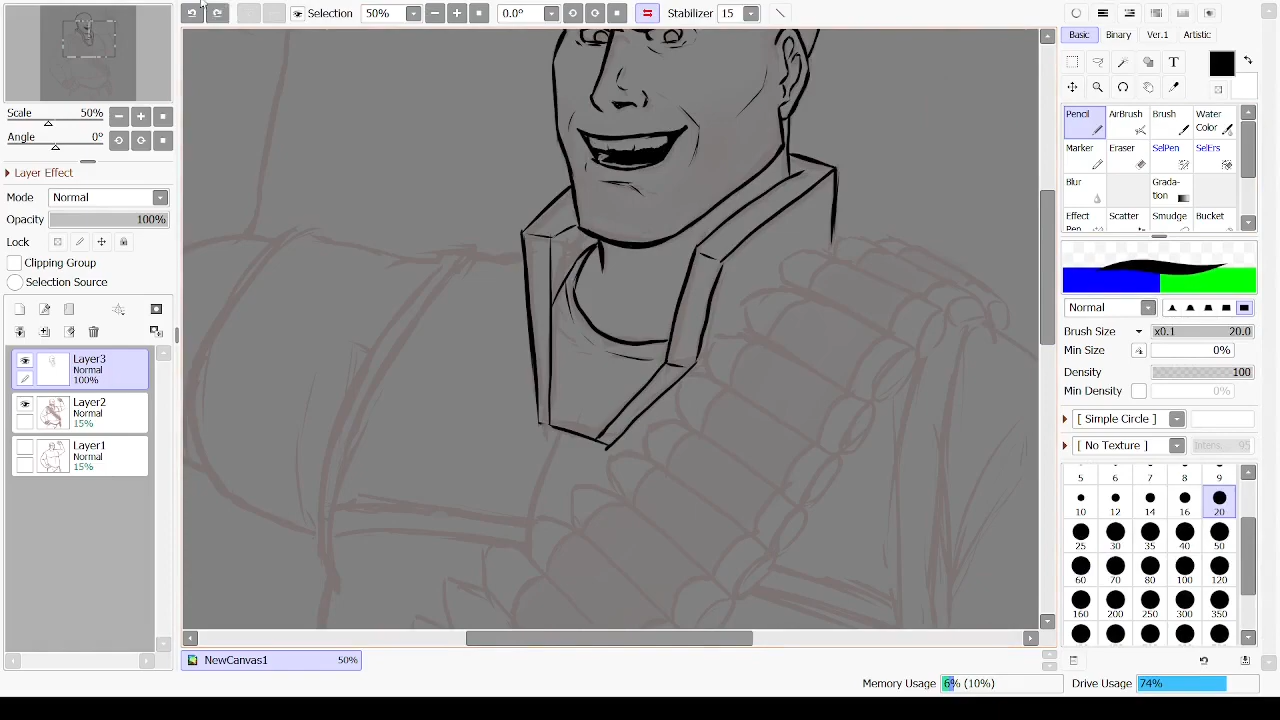 Selection 50% 0.0° Stabilizer 15
Basic Binary Ver.1 Artistic
Scale 50%
Angle 0°
Layer Effect
Mode Normal
Opacity 100%
Lock
Clipping Group
Selection Source
Layer3
Normal
100%
Layer2
Normal
15%
Layer1
Normal
15%
T
Pencil AirBrush Brush Water Color
Marker Eraser SelPen SelErs
Blur Grada-tion
Effect Pen Scatter Smudge Bucket
Normal
Brush Size x0.1 20.0
Min Size 0%
Density 100
Min Density 0%
[ Simple Circle ]
[ No Texture ] Intens. 95
5 6 7 8 9
10 12 14 16 20
25 30 35 40 50
60 70 80 100 120
160 200 250 300 350
NewCanvas1 50%
Memory Usage 6% (10%) Drive Usage 74%